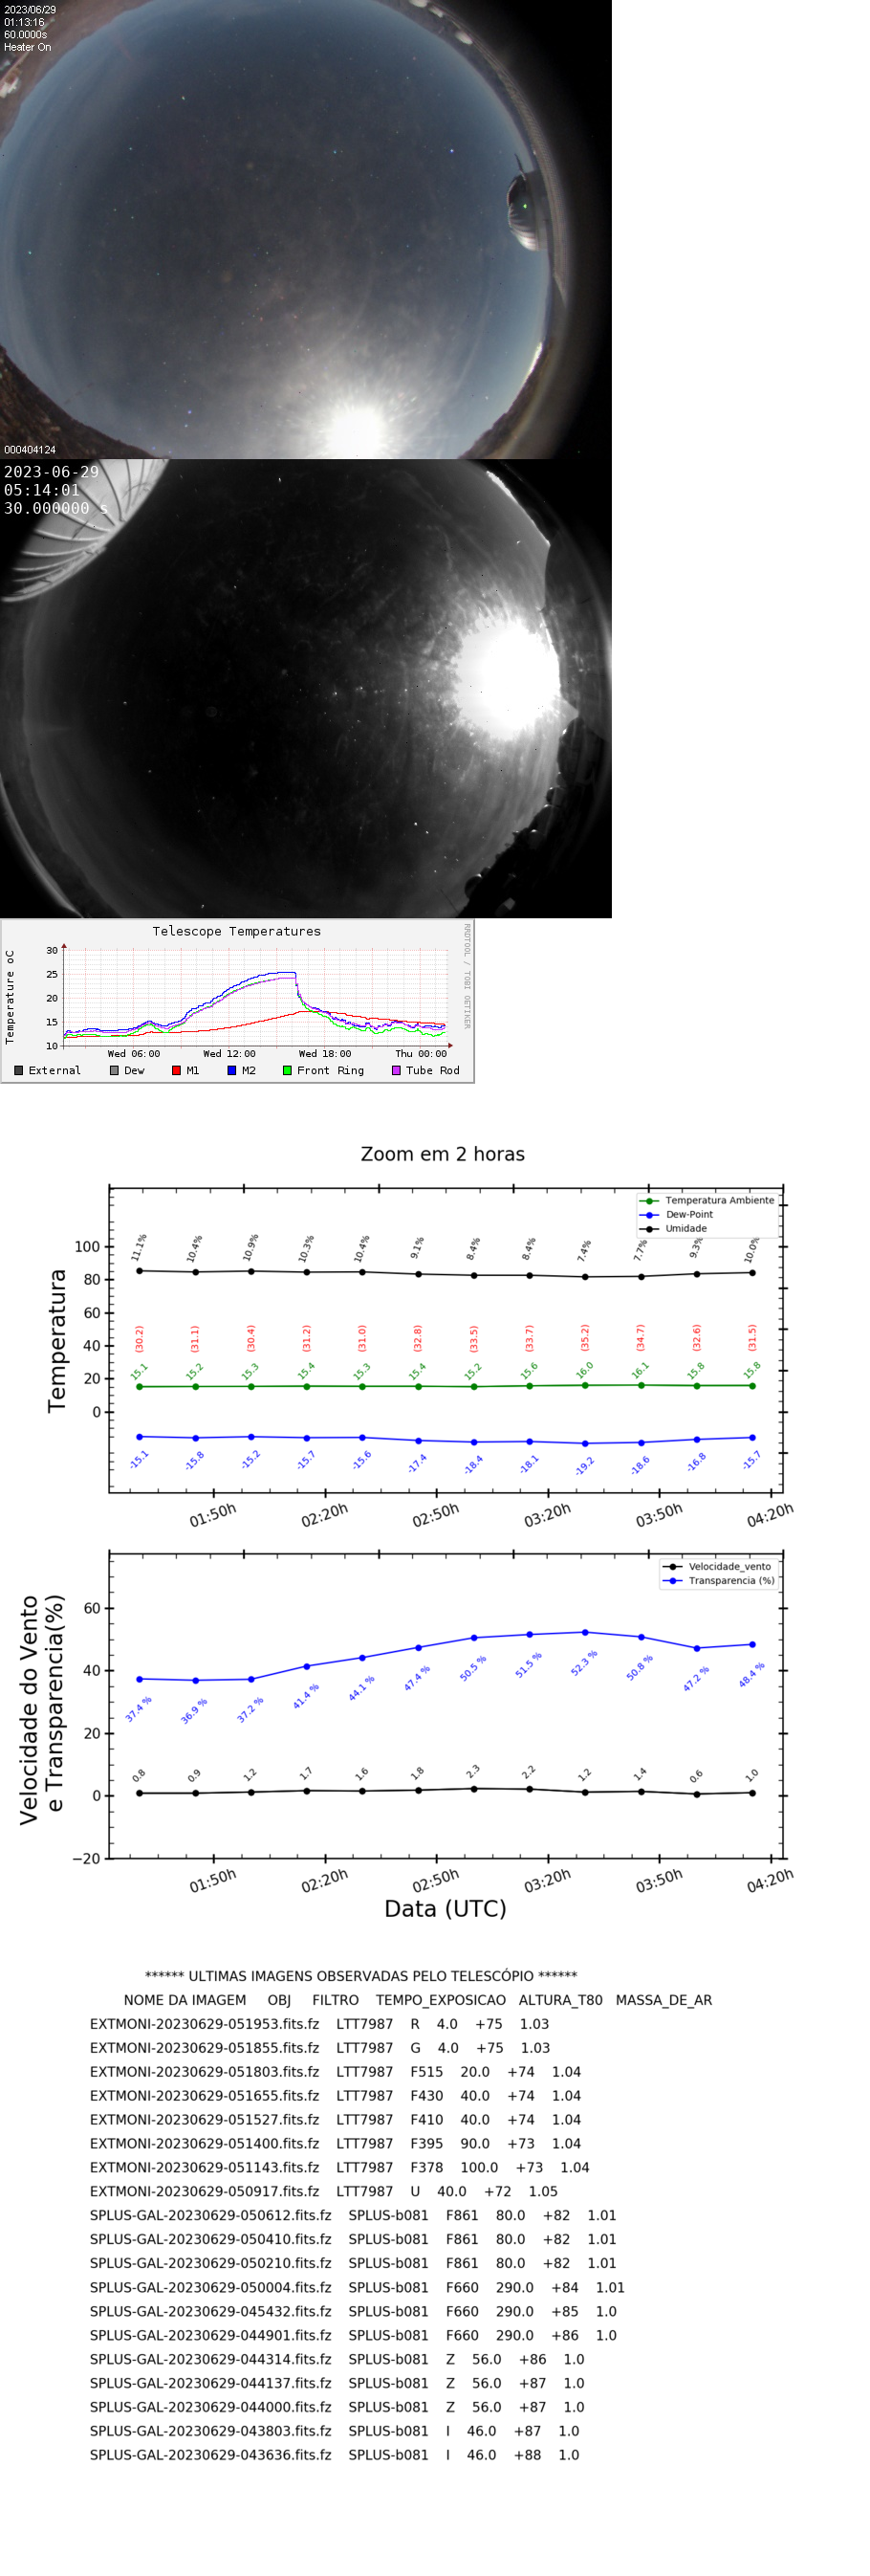 2023/06/29
01:13:16
60.0000s
Heater On
000404124
2023-06-29
05:14:01
30.000000 s
Telescope Temperatures
RRDTOOL / TOBI OETIKER
Temperature oC
30
25
20
15
10
Wed 06:00 Wed 12:00 Wed 18:00 Thu 00:00
External Dew M1 M2 Front Ring Tube Rod
Zoom em 2 horas
Temperatura Ambiente
Dew-Point
Umidade
Temperatura
100
80
60
40
20
0
11.1% 10.4% 10.9% 10.3% 10.4% 9.1% 8.4% 8.4% 7.4% 7.7% 9.3% 10.0%
(30.2) (31.1) (30.4) (31.2) (31.0) (32.8) (33.5) (33.7) (35.2) (34.7) (32.6) (31.5)
15.1 15.2 15.3 15.4 15.3 15.4 15.2 15.6 16.0 16.1 15.8 15.8
-15.1 -15.8 -15.2 -15.7 -15.6 -17.4 -18.4 -18.1 -19.2 -18.6 -16.8 -15.7
01:50h 02:20h 02:50h 03:20h 03:50h 04:20h
Velocidade_vento
Transparencia (%)
Velocidade do Vento
e Transparencia(%)
60
40
20
0
−20
37.4 % 36.9 % 37.2 % 41.4 % 44.1 % 47.4 % 50.5 % 51.5 % 52.3 % 50.8 % 47.2 % 48.4 %
0.8 0.9 1.2 1.7 1.6 1.8 2.3 2.2 1.2 1.4 0.6 1.0
01:50h 02:20h 02:50h 03:20h 03:50h 04:20h
Data (UTC)
****** ULTIMAS IMAGENS OBSERVADAS PELO TELESCÓPIO ******
NOME DA IMAGEM OBJ FILTRO TEMPO_EXPOSICAO ALTURA_T80 MASSA_DE_AR
EXTMONI-20230629-051953.fits.fz LTT7987 R 4.0 +75 1.03
EXTMONI-20230629-051855.fits.fz LTT7987 G 4.0 +75 1.03
EXTMONI-20230629-051803.fits.fz LTT7987 F515 20.0 +74 1.04
EXTMONI-20230629-051655.fits.fz LTT7987 F430 40.0 +74 1.04
EXTMONI-20230629-051527.fits.fz LTT7987 F410 40.0 +74 1.04
EXTMONI-20230629-051400.fits.fz LTT7987 F395 90.0 +73 1.04
EXTMONI-20230629-051143.fits.fz LTT7987 F378 100.0 +73 1.04
EXTMONI-20230629-050917.fits.fz LTT7987 U 40.0 +72 1.05
SPLUS-GAL-20230629-050612.fits.fz SPLUS-b081 F861 80.0 +82 1.01
SPLUS-GAL-20230629-050410.fits.fz SPLUS-b081 F861 80.0 +82 1.01
SPLUS-GAL-20230629-050210.fits.fz SPLUS-b081 F861 80.0 +82 1.01
SPLUS-GAL-20230629-050004.fits.fz SPLUS-b081 F660 290.0 +84 1.01
SPLUS-GAL-20230629-045432.fits.fz SPLUS-b081 F660 290.0 +85 1.0
SPLUS-GAL-20230629-044901.fits.fz SPLUS-b081 F660 290.0 +86 1.0
SPLUS-GAL-20230629-044314.fits.fz SPLUS-b081 Z 56.0 +86 1.0
SPLUS-GAL-20230629-044137.fits.fz SPLUS-b081 Z 56.0 +87 1.0
SPLUS-GAL-20230629-044000.fits.fz SPLUS-b081 Z 56.0 +87 1.0
SPLUS-GAL-20230629-043803.fits.fz SPLUS-b081 I 46.0 +87 1.0
SPLUS-GAL-20230629-043636.fits.fz SPLUS-b081 I 46.0 +88 1.0